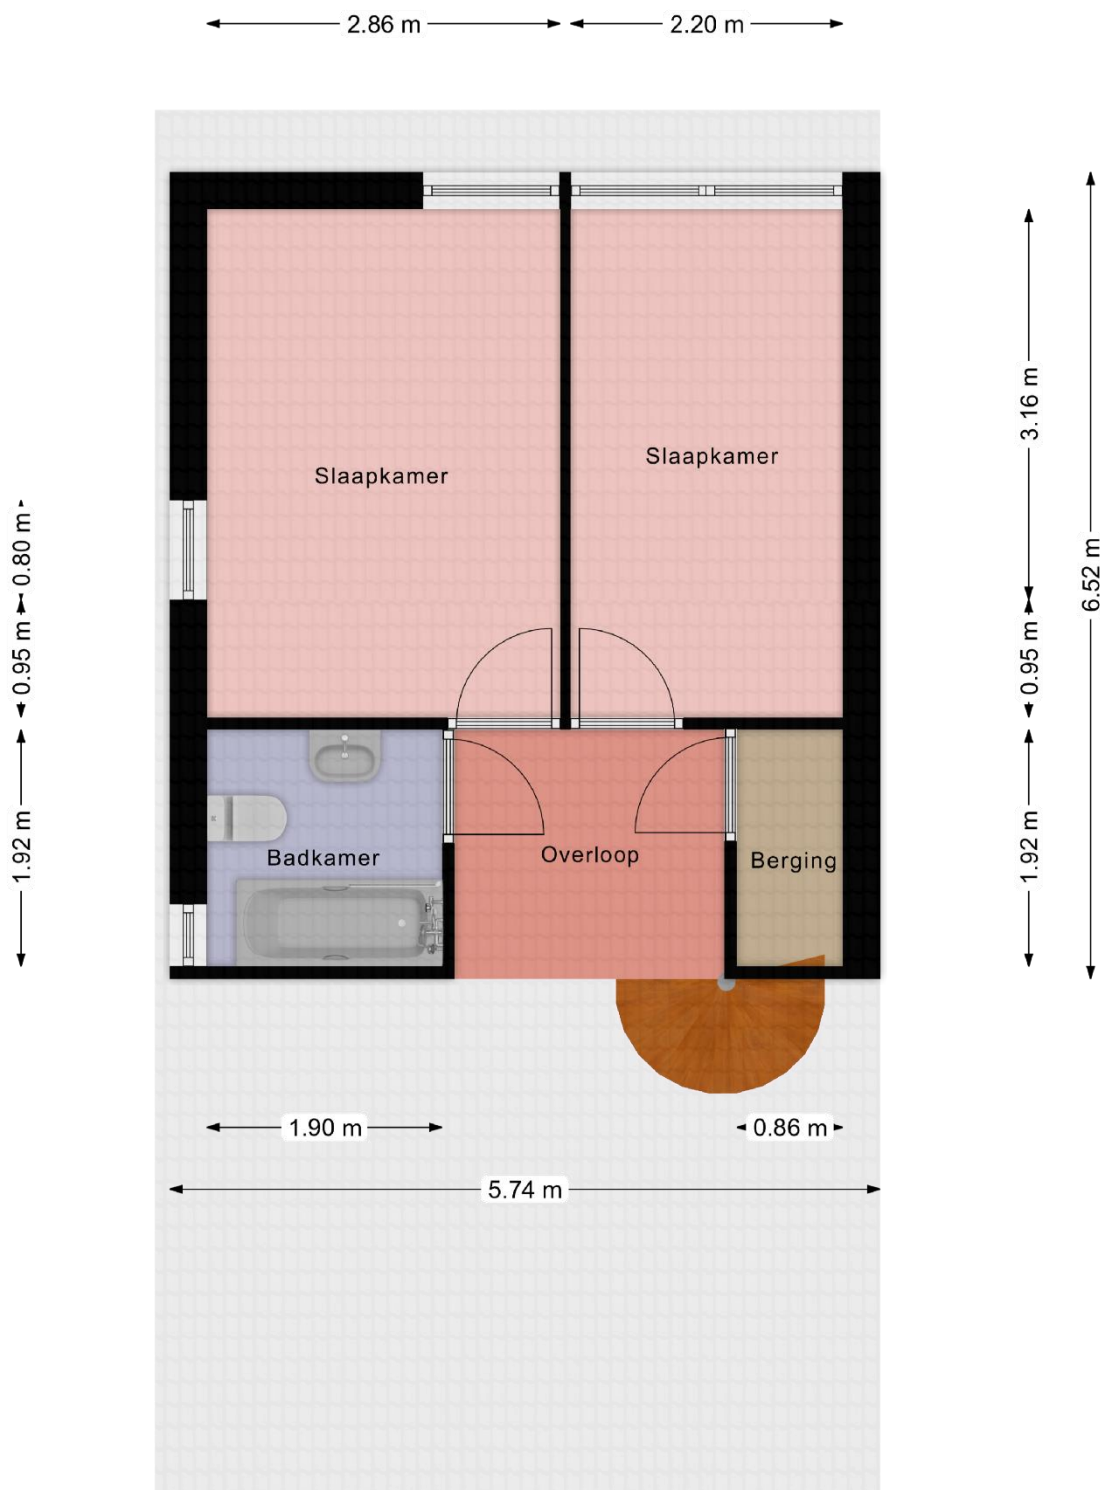 2.86 m
2.20 m
Slaapkamer
Slaapkamer
0.80 m
0.95 m
1.92 m
3.16 m
0.95 m
1.92 m
6.52 m
Badkamer
Overloop
Berging
1.90 m
0.86 m
5.74 m